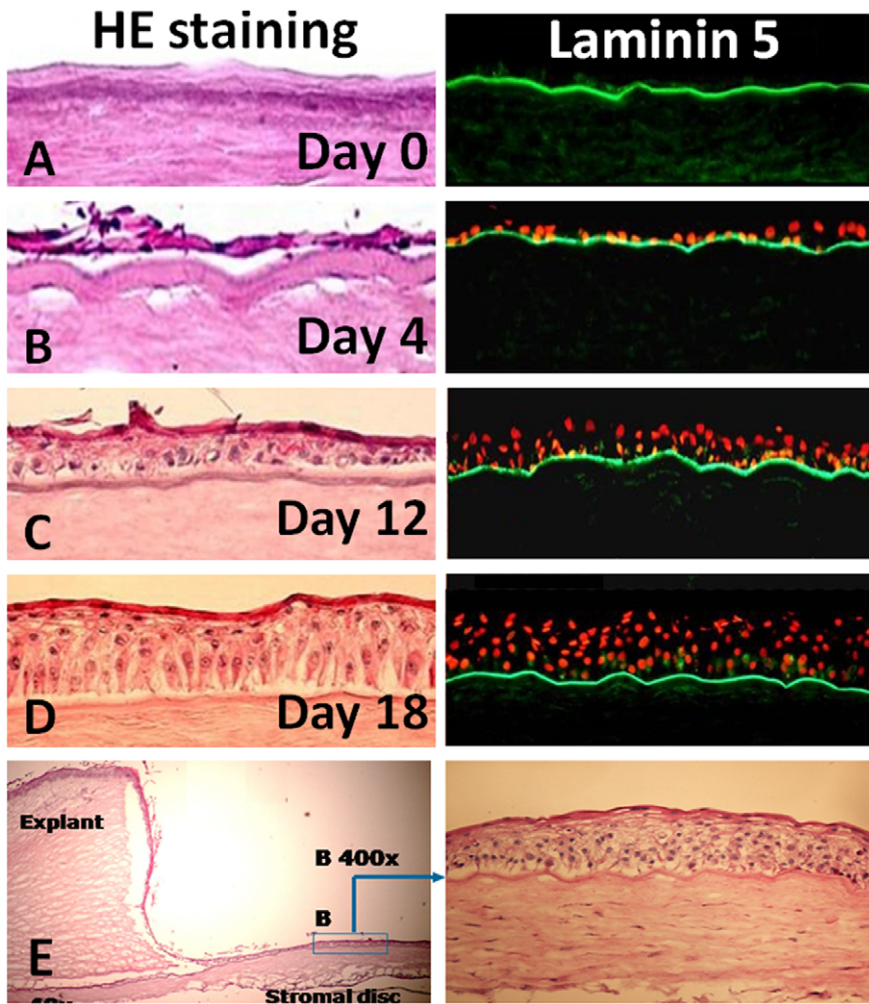 HE staining
Laminin 5
A
Day 0
B
Day 4
C
Day 12
D
Day 18
Explant
B 400x
B
E
Stromal disc